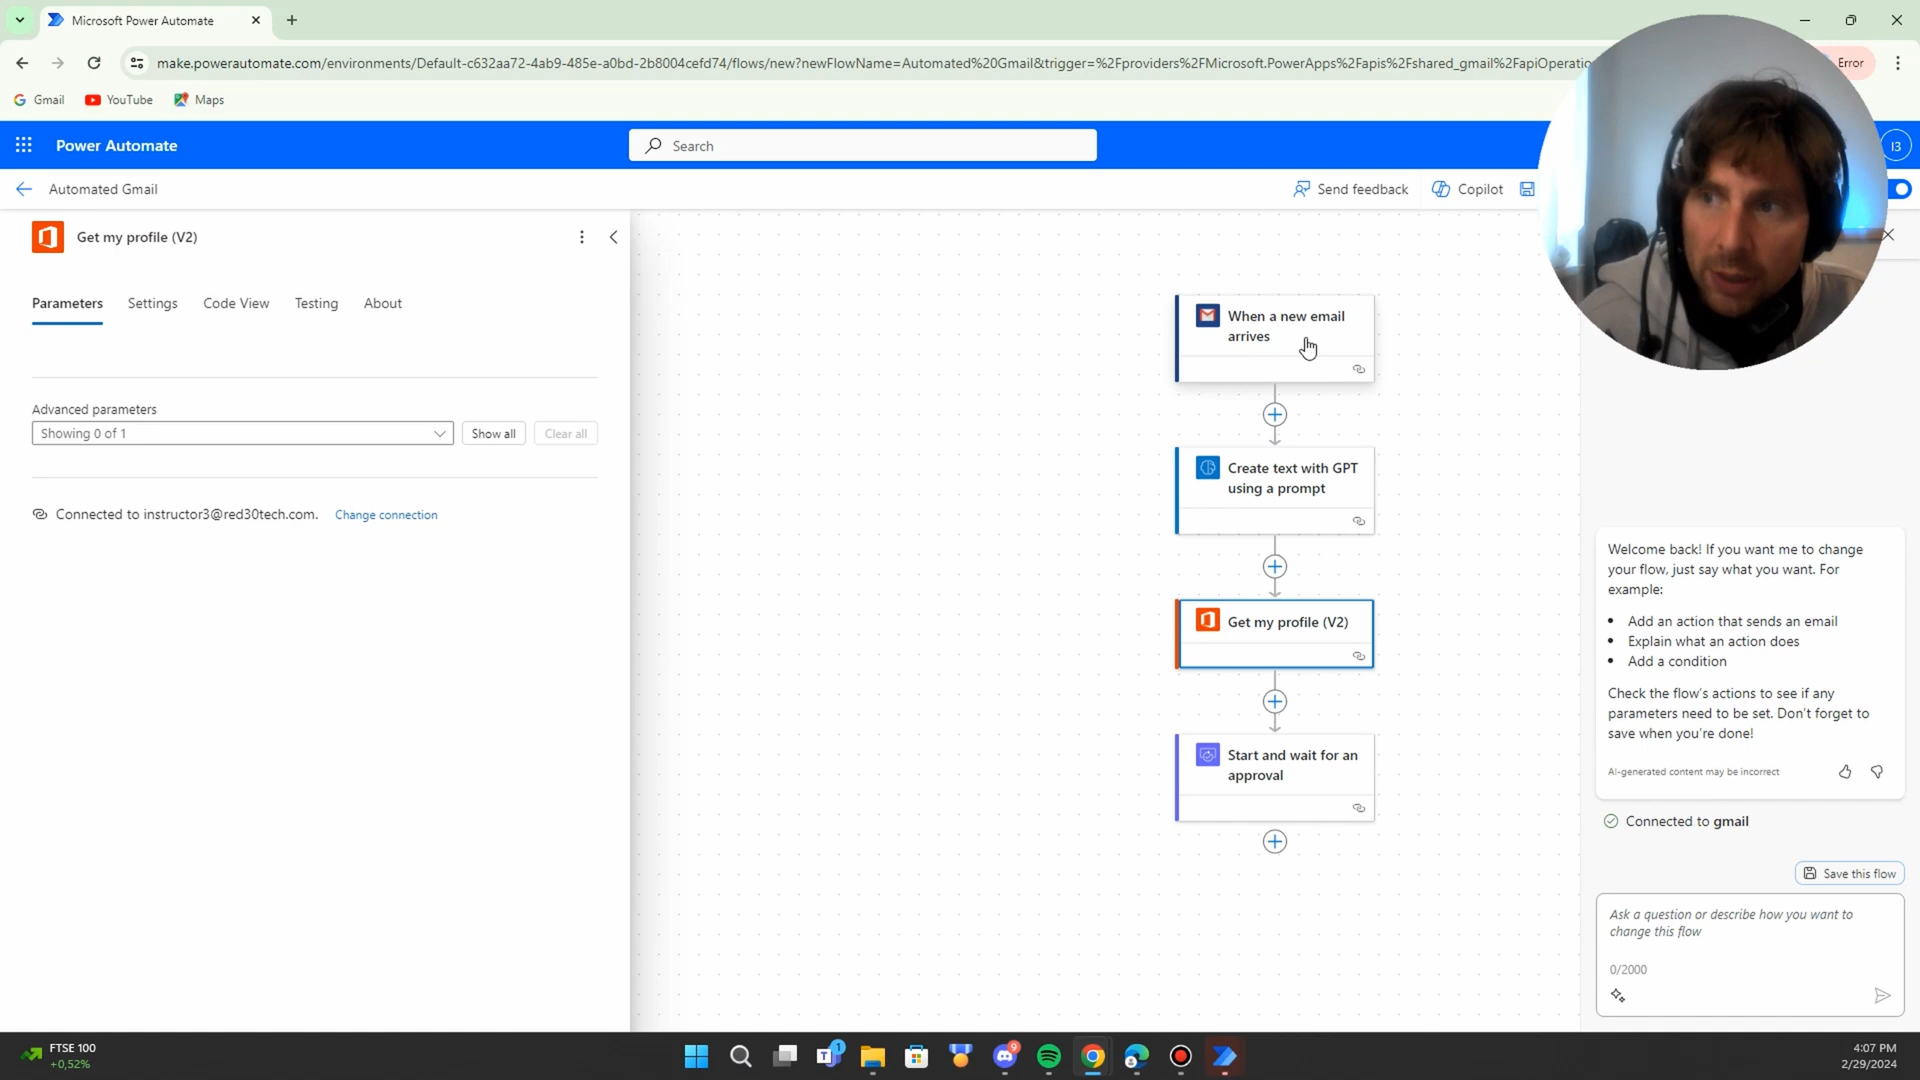 Microsoft Power Automate
make.powerautomate.com/environments/Default-c632aa72-4ab9-485e-a0bd-2b8004cefd74/flows/new?newFlowName=Automated%20Gmail&trigger=%2Fproviders%2FMicrosoft.PowerApps%2Fapis%2Fshared_gmail%2FapiOperatio
Error
Gmail
YouTube
Maps
Power Automate
Search
I3
Automated Gmail
Send feedback
Copilot
Get my profile (V2)
Parameters
Settings
Code View
Testing
About
Advanced parameters
Showing 0 of 1
Show all
Clear all
Connected to instructor3@red30tech.com.
Change connection
When a new email
arrives
Create text with GPT
using a prompt
Get my profile (V2)
Start and wait for an
approval
Welcome back! If you want me to change
your flow, just say what you want. For
example:
• Add an action that sends an email
• Explain what an action does
• Add a condition
Check the flow's actions to see if any
parameters need to be set. Don't forget to
save when you're done!
AI-generated content may be incorrect
Connected to gmail
Save this flow
Ask a question or describe how you want to
change this flow
0/2000
FTSE 100
+0,52%
1
9
4:07 PM
2/29/2024